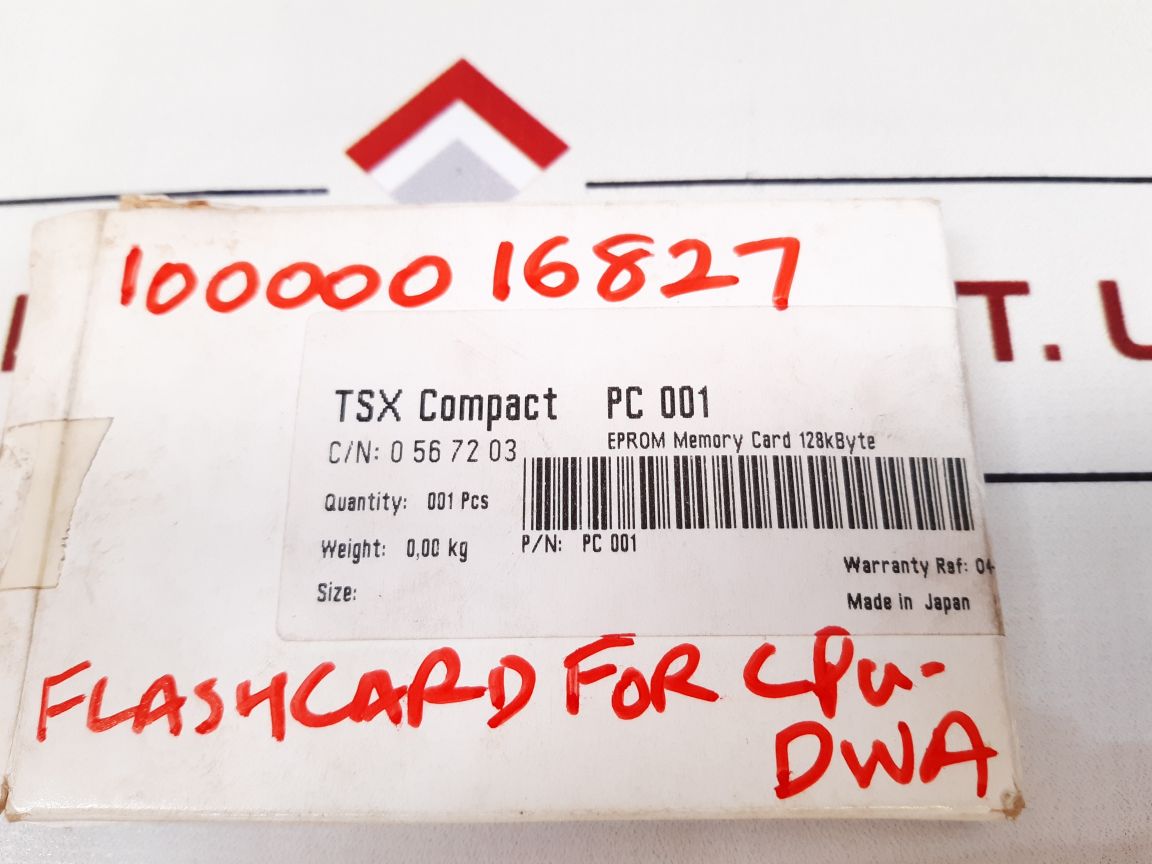 100000 16827
T. U
TSX Compact PC 001
EPROM Memory Card 128kByte
C/N: 0 56 72 03
Quantity: 001 Pcs
P/N: PC 001
Weight: 0,00 kg
Warranty Ref: 04
Size:
Made in Japan
FLASHCARD FOR CPU-
DWA